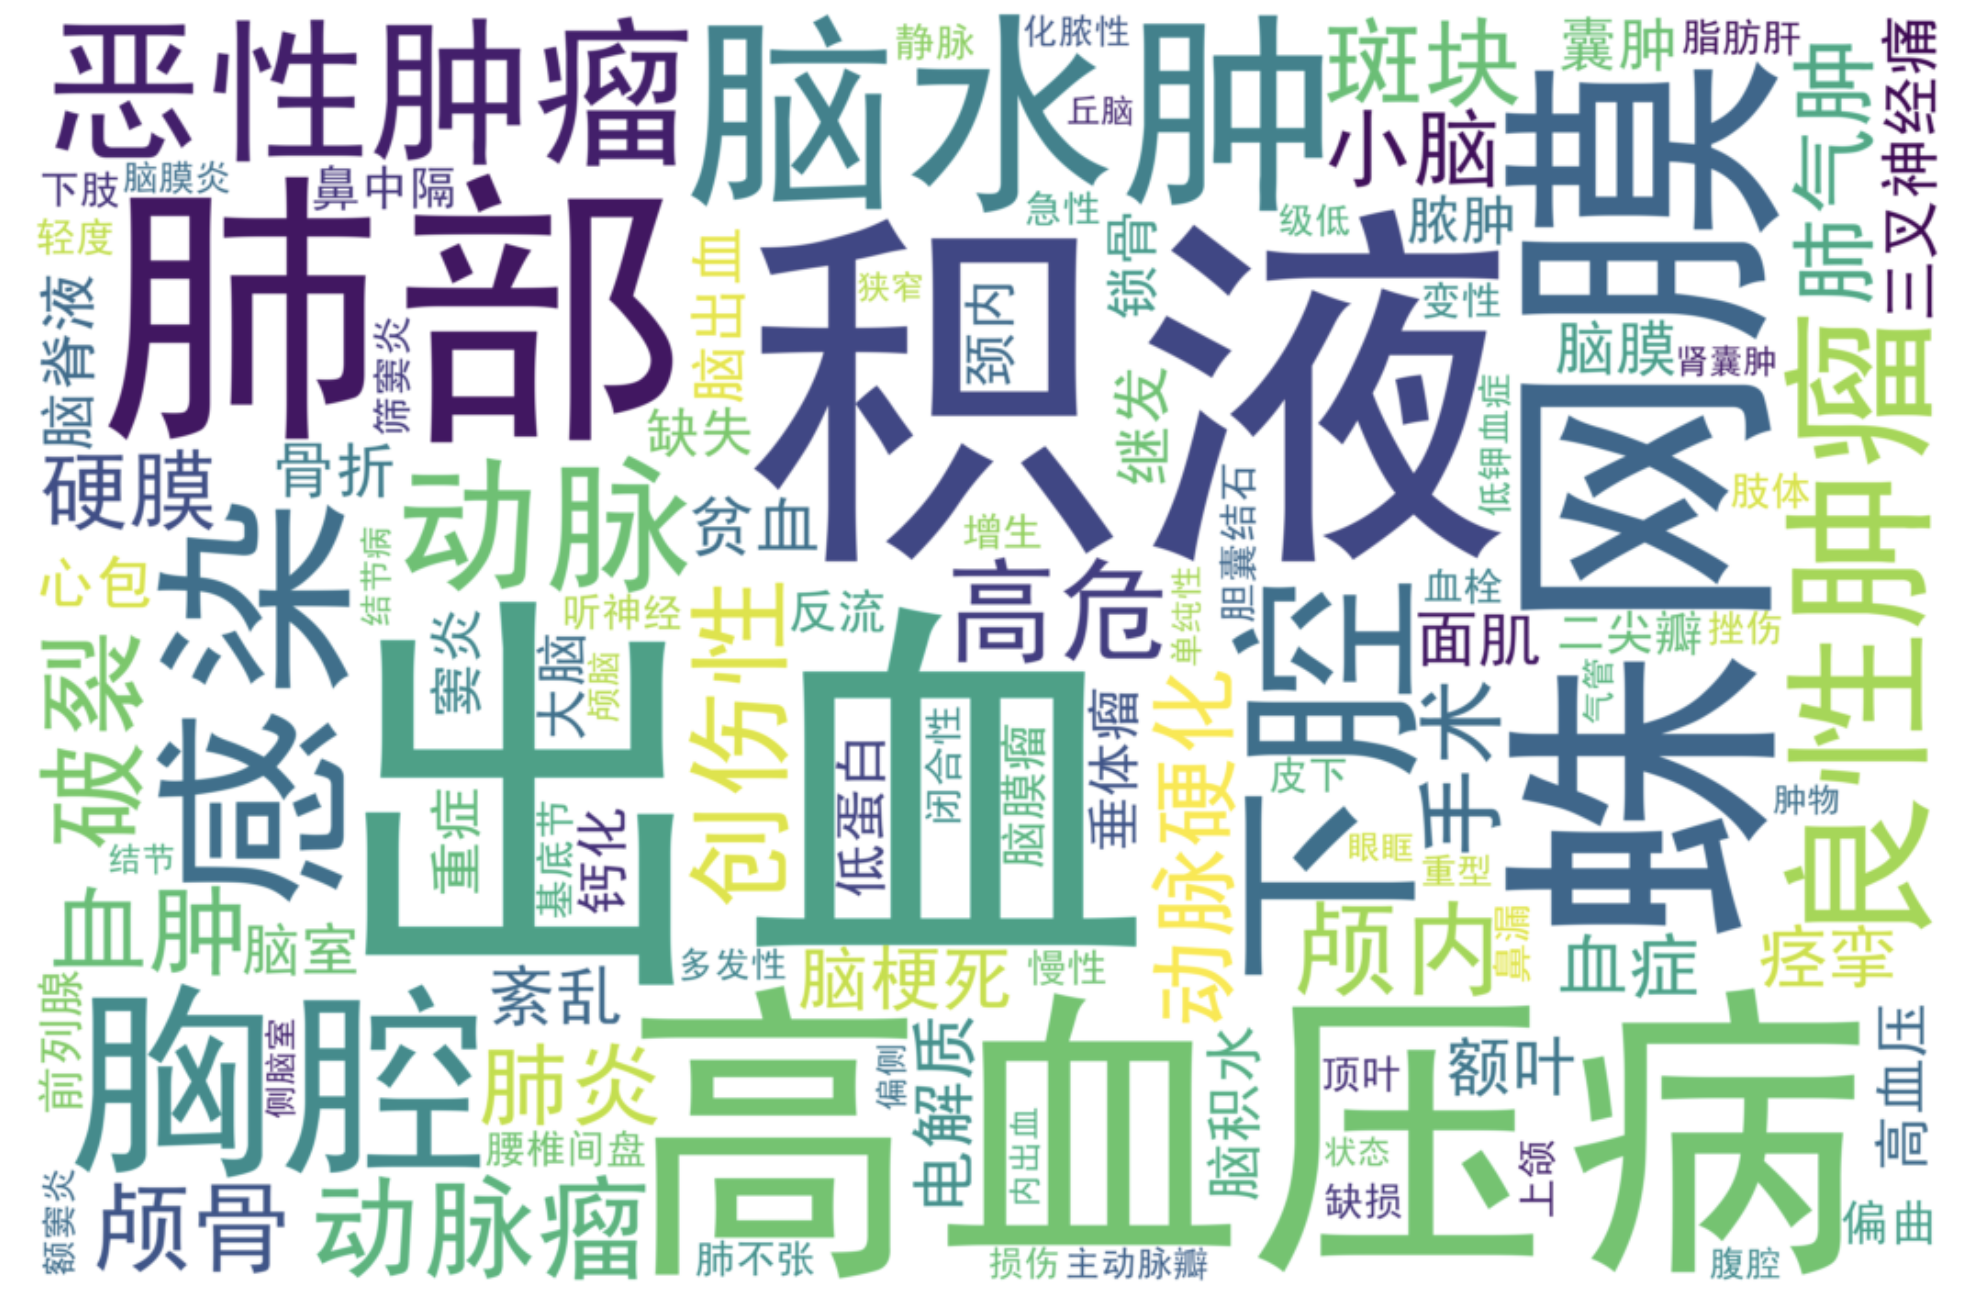 恶性肿瘤
脑水肿
静脉
化脓性
丘脑
斑块
囊肿
脂肪肝
肺气肿
三叉神经痛
小脑
蛛网膜
下腔
下肢
脑膜炎
鼻中隔
轻度
肺部
积液
急性
级低
脓肿
锁骨
脑出血
狭窄
颈内
变性
脑脊液
筛窦炎
脑膜
肾囊肿
良性肿瘤
缺失
继发
低钾血症
硬膜
骨折
动脉
贫血
增生
胆囊结石
肢体
感染
心包
结节病
听神经
创伤性
反流
高危
单纯性
血栓
面肌
二尖瓣
挫伤
破裂
出血
窦炎
大脑
颅脑
低蛋白
闭合性
脑膜瘤
垂体瘤
动脉硬化
手术
气管
皮下
肿物
重症
基底节
钙化
结节
眼眶
重型
血肿
脑室
颅内
鼻漏
血症
痉挛
紊乱
多发性
脑梗死
慢性
前列腺
胸腔
侧脑室
肺炎
高血压病
偏侧
电解质
脑积水
顶叶
额叶
高血压
腰椎间盘
内出血
状态
缺损
上颌
额窦炎
颅骨
动脉瘤
肺不张
损伤
主动脉瓣
腹腔
偏曲